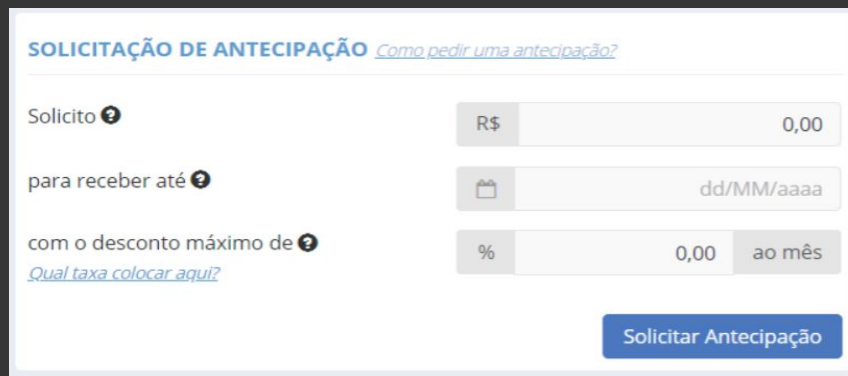 SOLICITAÇÃO DE ANTECIPAÇÃO Como pedir uma antecipação?
Solicito ? R$ 0,00
para receber até ? dd/MM/aaaa
com o desconto máximo de ? % 0,00 ao mês
Qual taxa colocar aqui?
Solicitar Antecipação